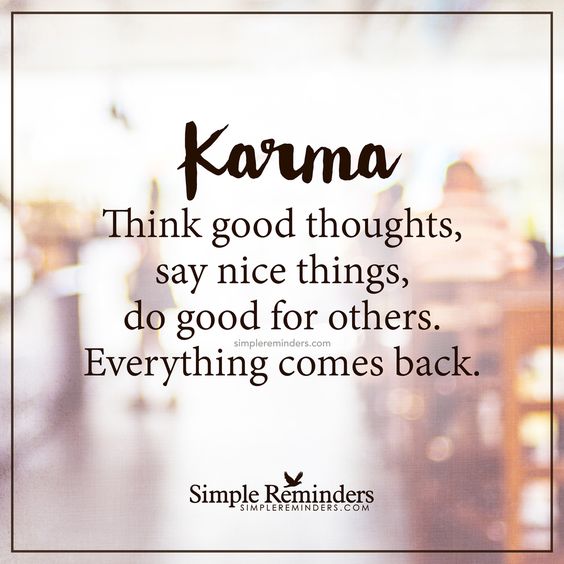 Karma
Think good thoughts,
say nice things,
do good for others.
simplereminders.com
Everything comes back.
Simple Reminders
SIMPLEREMINDERS.COM